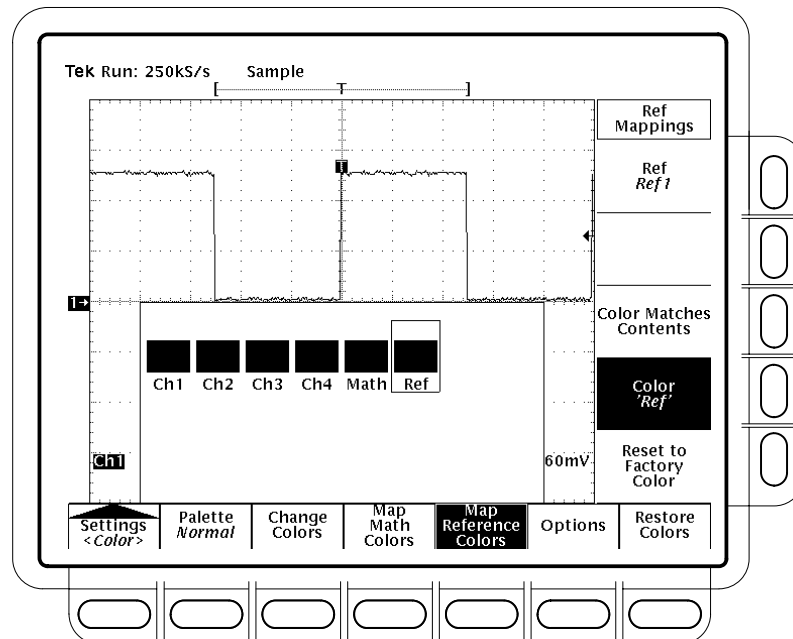 Tek Run: 250kS/s Sample
[ T ]
T
Ref
Mappings
Ref
Ref 1
1→
Color Matches
Contents
Ch1 Ch2 Ch3 Ch4 Math Ref
Color
'Ref'
Ch1
60mV
Reset to
Factory
Color
Settings
<Color>
Palette
Normal
Change
Colors
Map
Math
Colors
Map
Reference
Colors
Options
Restore
Colors